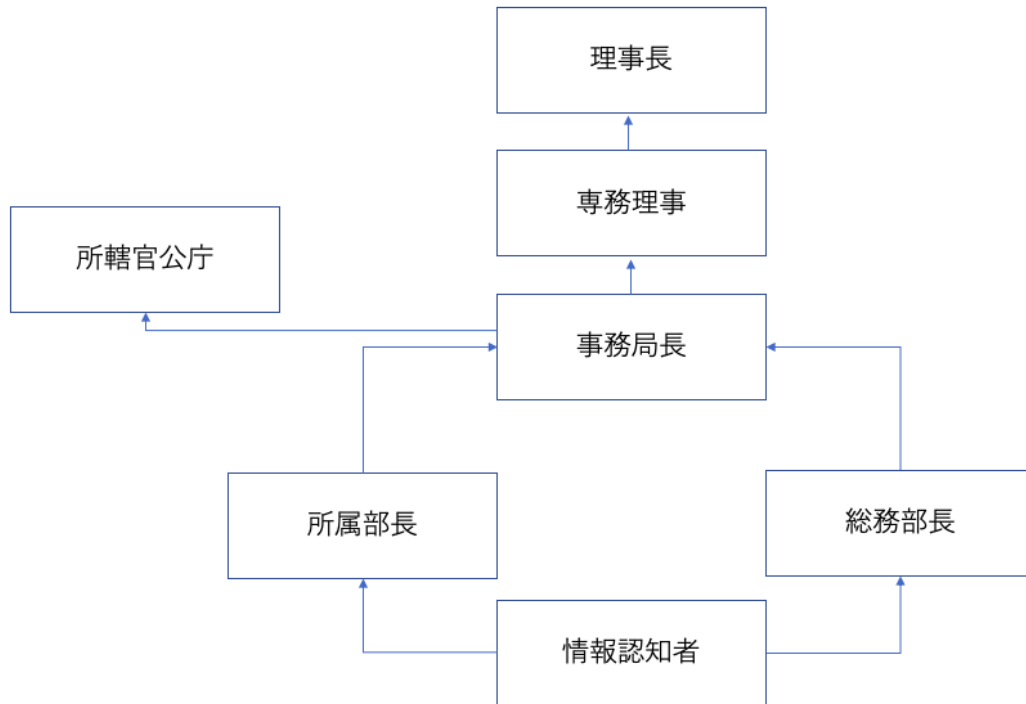 理事長
専務理事
所轄官公庁
事務局長
所属部長
総務部長
情報認知者